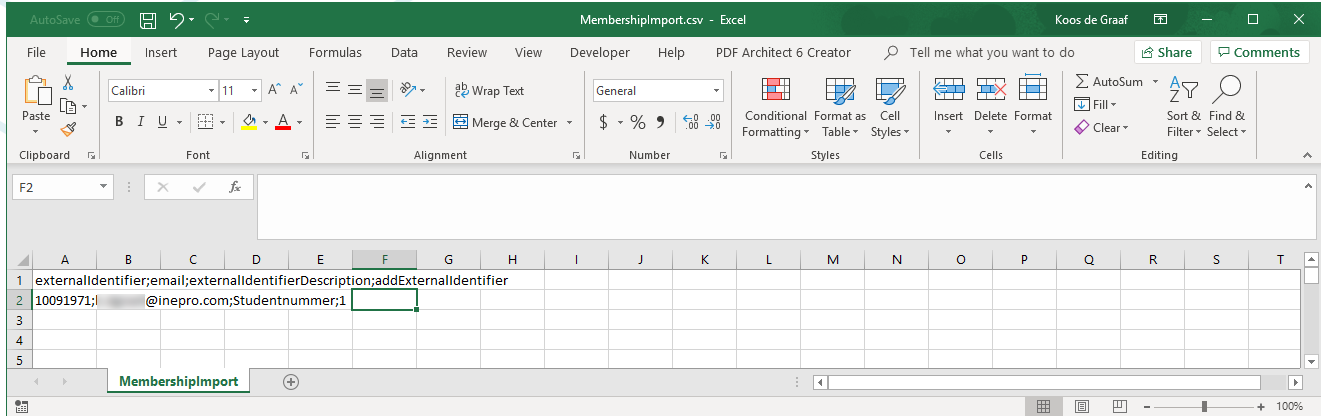 AutoSave Off MembershipImport.csv - Excel Koos de Graaf
File Home Insert Page Layout Formulas Data Review View Developer Help PDF Architect 6 Creator Tell me what you want to do Share Comments
Paste Calibri 11 A A Wrap Text General Conditional Formatting Format as Table Cell Styles Insert Delete Format AutoSum Fill Clear Sort & Filter Find & Select
B I U A Merge & Center $ % , .00 .00
Clipboard Font Alignment Number Styles Cells Editing
F2 fx
A B C D E F G H I J K L M N O P Q R S T
1 externalIdentifier;email;externalIdentifierDescription;addExternalIdentifier
2 10091971; @inepro.com;Studentnummer;1
3
4
5
MembershipImport
100%